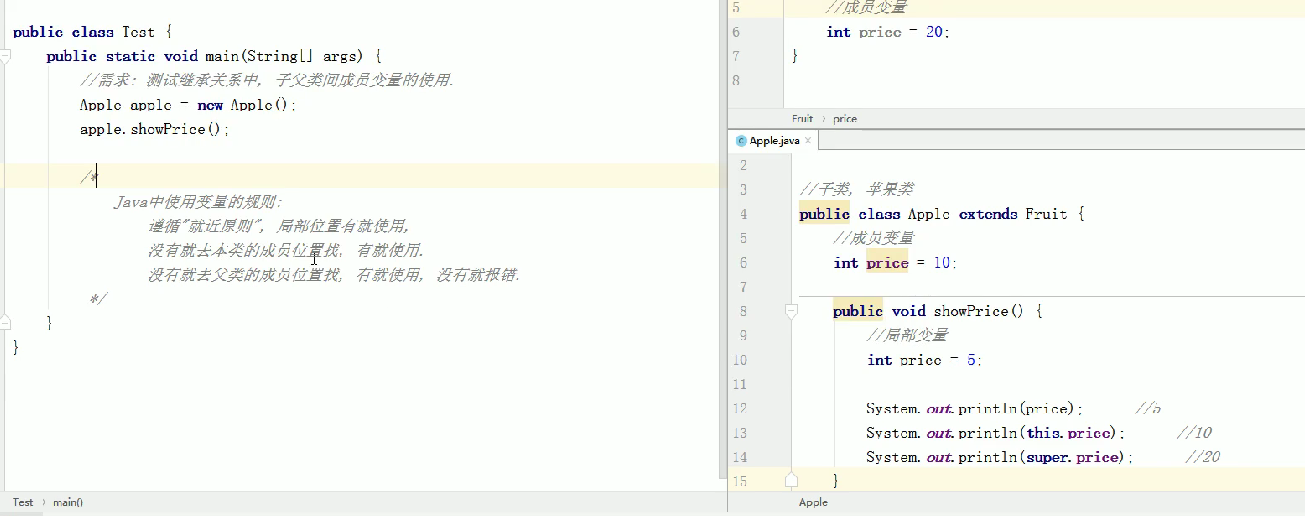 public class Test {
public static void main(String[] args) {
//需求: 测试继承关系中, 子父类间成员变量的使用.
Apple apple = new Apple();
apple.showPrice();
/*
Java中使用变量的规则:
遵循"就近原则", 局部位置有就使用,
没有就去本类的成员位置找, 有就使用.
没有就去父类的成员位置找, 有就使用, 没有就报错.
*/
}
}
Test
main()
5 //成员变量
6 int price = 20;
7 }
8
Fruit
price
Apple.java
2
3 //子类, 苹果类
4 public class Apple extends Fruit {
5 //成员变量
6 int price = 10;
7
8 public void showPrice() {
9 //局部变量
10 int price = 5;
11
12 System.out.println(price); //5
13 System.out.println(this.price); //10
14 System.out.println(super.price); //20
15 }
Apple